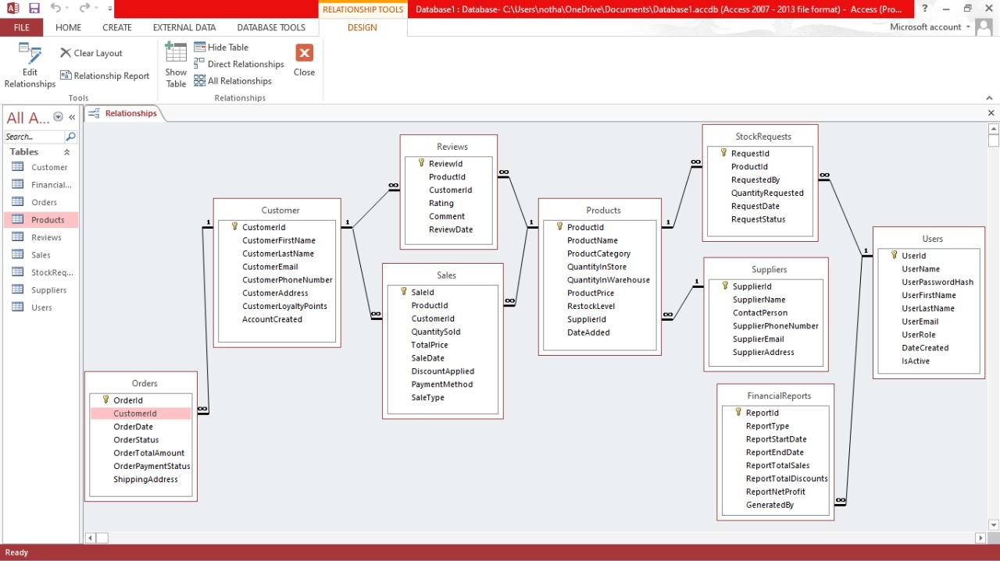 RELATIONSHIP TOOLS
Database1 : Database- C:\Users\notha\OneDrive\Documents\Database1.accdb (Access 2007 - 2013 file format) - Access (Pro...
?
FILE
HOME
CREATE
EXTERNAL DATA
DATABASE TOOLS
DESIGN
Microsoft account
Edit Relationships
Clear Layout
Relationship Report
Tools
Show Table
Hide Table
Direct Relationships
All Relationships
Close
Relationships
All A...
Search...
Tables
Customer
Financial...
Orders
Products
Reviews
Sales
StockReq...
Suppliers
Users
Relationships
Orders
OrderId
CustomerId
OrderDate
OrderStatus
OrderTotalAmount
OrderPaymentStatus
ShippingAddress
1
∞
Customer
CustomerId
CustomerFirstName
CustomerLastName
CustomerEmail
CustomerPhoneNumber
CustomerAddress
CustomerLoyaltyPoints
AccountCreated
1
∞
∞
Reviews
ReviewId
ProductId
CustomerId
Rating
Comment
ReviewDate
∞
Sales
SaleId
ProductId
CustomerId
QuantitySold
TotalPrice
SaleDate
DiscountApplied
PaymentMethod
SaleType
∞
1
Products
ProductId
ProductName
ProductCategory
QuantityInStore
QuantityInWarehouse
ProductPrice
RestockLevel
SupplierId
DateAdded
1
∞
∞
1
StockRequests
RequestId
ProductId
RequestedBy
QuantityRequested
RequestDate
RequestStatus
∞
Suppliers
SupplierId
SupplierName
ContactPerson
SupplierPhoneNumber
SupplierEmail
SupplierAddress
FinancialReports
ReportId
ReportType
ReportStartDate
ReportEndDate
ReportTotalSales
ReportTotalDiscounts
ReportNetProfit
GeneratedBy
∞
1
Users
UserId
UserName
UserPasswordHash
UserFirstName
UserLastName
UserEmail
UserRole
DateCreated
IsActive
Ready